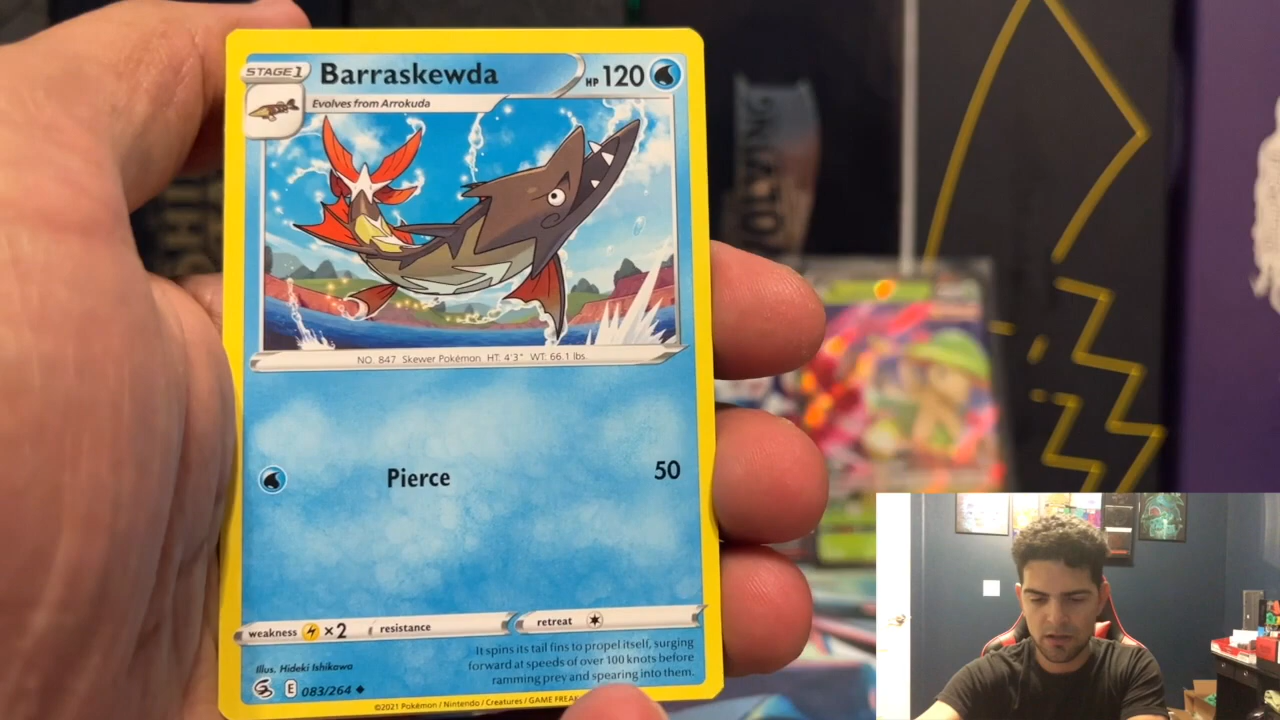 STAGE 1
Barraskewda
HP 120
Evolves from Arrokuda
NO. 847 Skewer Pokémon HT: 4'3" WT: 66.1 lbs.
Pierce 50
weakness ×2 resistance retreat
Illus. Hideki Ishikawa
It spins its tail fins to propel itself, surging
forward at speeds of over 100 knots before
ramming prey and spearing into them.
E 083/264
©2021 Pokémon / Nintendo / Creatures / GAME FREAK